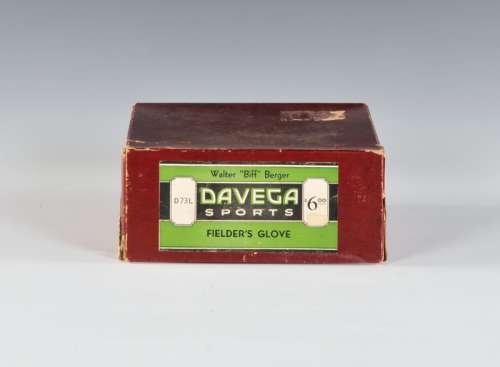 Walter "Biff" Berger
D73L
DAVEGA
SPORTS
$6.00
FIELDER'S GLOVE